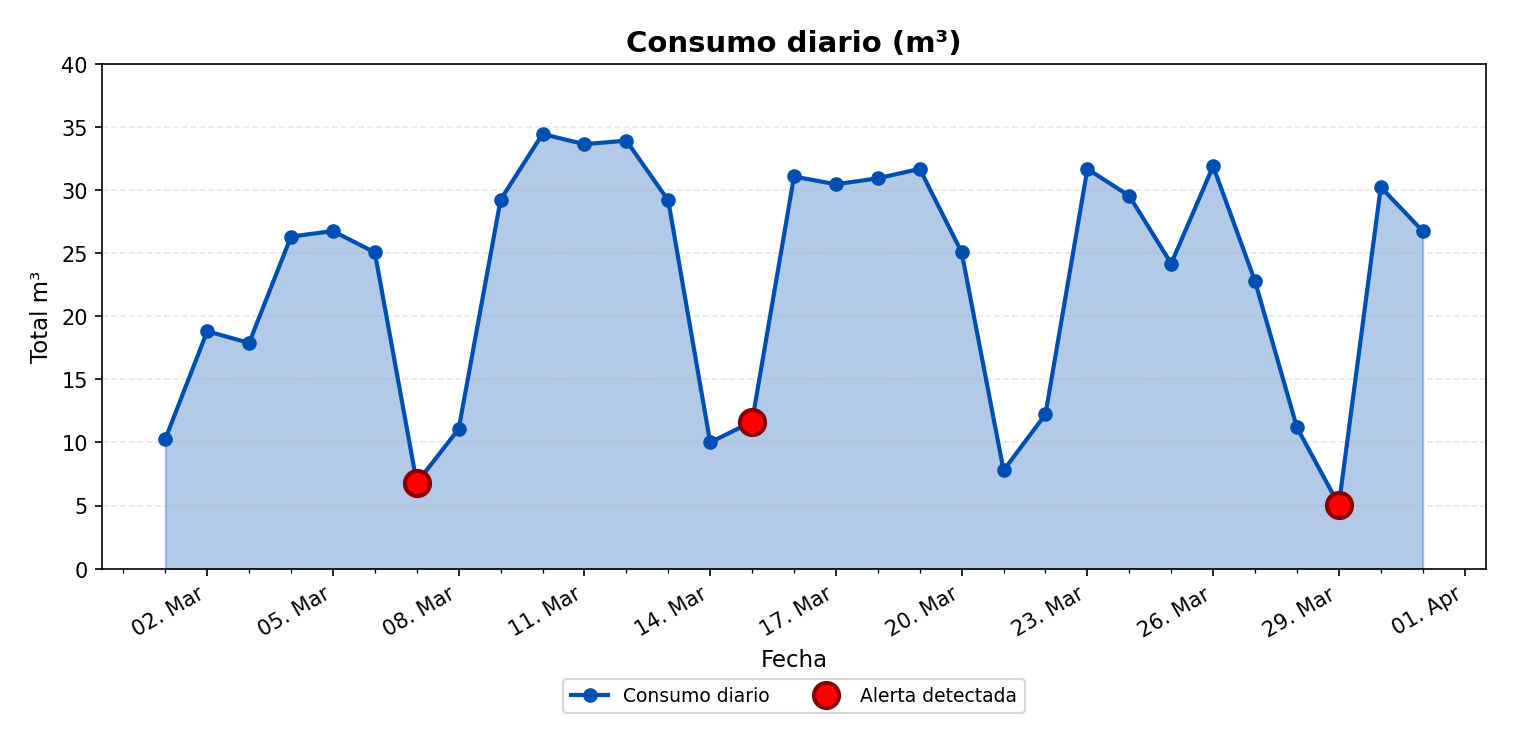 Consumo diario (m³)
Total m³
40
35
30
25
20
15
10
5
0
02. Mar
05. Mar
08. Mar
11. Mar
14. Mar
17. Mar
20. Mar
23. Mar
26. Mar
29. Mar
01. Apr
Fecha
Consumo diario
Alerta detectada